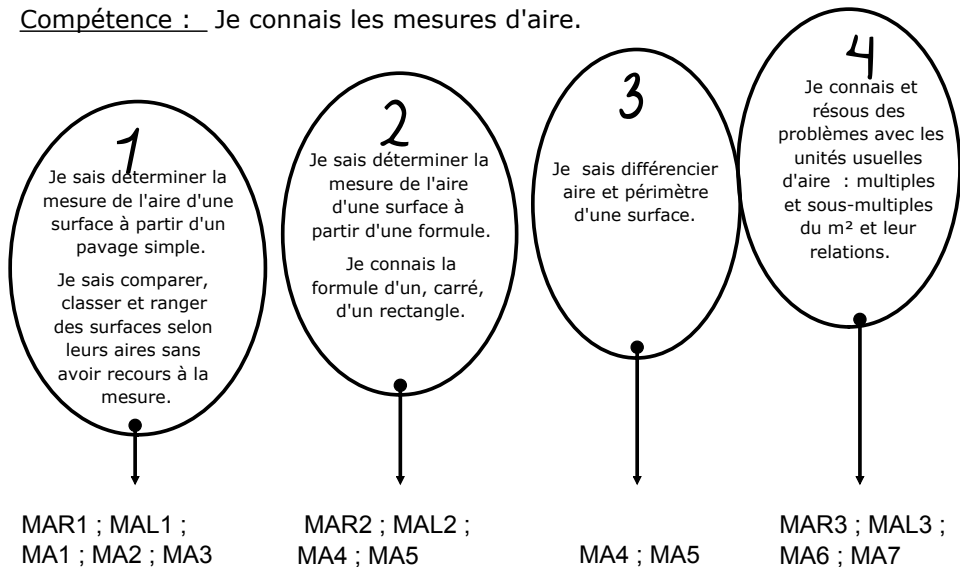 Compétence : Je connais les mesures d'aire.
1
Je sais déterminer la
mesure de l'aire d'une
surface à partir d'un
pavage simple.
Je sais comparer,
classer et ranger
des surfaces selon
leurs aires sans
avoir recours à la
mesure.
MAR1 ; MAL1 ;
MA1 ; MA2 ; MA3
2
Je sais déterminer la
mesure de l'aire
d'une surface à
partir d'une formule.
Je connais la
formule d'un, carré,
d'un rectangle.
MAR2 ; MAL2 ;
MA4 ; MA5
3
Je sais différencier
aire et périmètre
d'une surface.
MA4 ; MA5
4
Je connais et
résous des
problèmes avec les
unités usuelles
d'aire : multiples
et sous-multiples
du m² et leur
relations.
MAR3 ; MAL3 ;
MA6 ; MA7